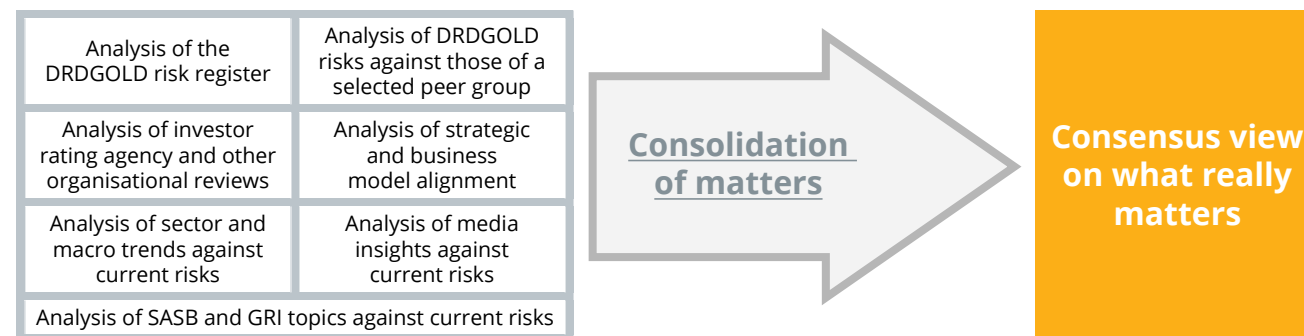 Analysis of the
DRDGOLD risk register
Analysis of DRDGOLD
risks against those of a
selected peer group
Analysis of investor
rating agency and other
organisational reviews
Analysis of strategic
and business
model alignment
Analysis of sector and
macro trends against
current risks
Analysis of media
insights against
current risks
Analysis of SASB and GRI topics against current risks
Consolidation
of matters
Consensus view
on what really
matters